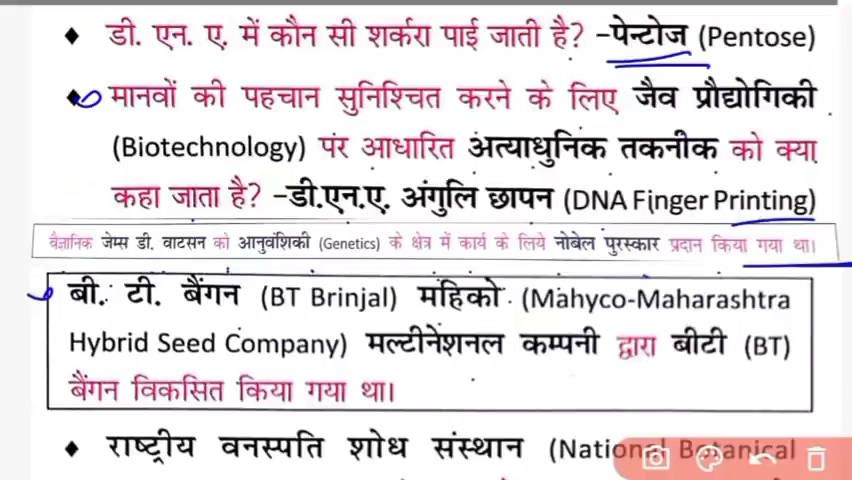 ♦ डी. एन. ए. में कौन सी शर्करा पाई जाती है? -पेन्टोज (Pentose)
♦ मानवों की पहचान सुनिश्चित करने के लिए जैव प्रौद्योगिकी
(Biotechnology) पर आधारित अत्याधुनिक तकनीक को क्या
कहा जाता है? -डी.एन.ए. अंगुलि छापन (DNA Finger Printing)
वैज्ञानिक जेम्स डी. वाटसन को आनुवंशिकी (Genetics) के क्षेत्र में कार्य के लिये नोबेल पुरस्कार प्रदान किया गया था।
बी. टी. बैंगन (BT Brinjal) महिको (Mahyco-Maharashtra
Hybrid Seed Company) मल्टीनेशनल कम्पनी द्वारा बीटी (BT)
बैंगन विकसित किया गया था।
♦ राष्ट्रीय वनस्पति शोध संस्थान (National Botanical